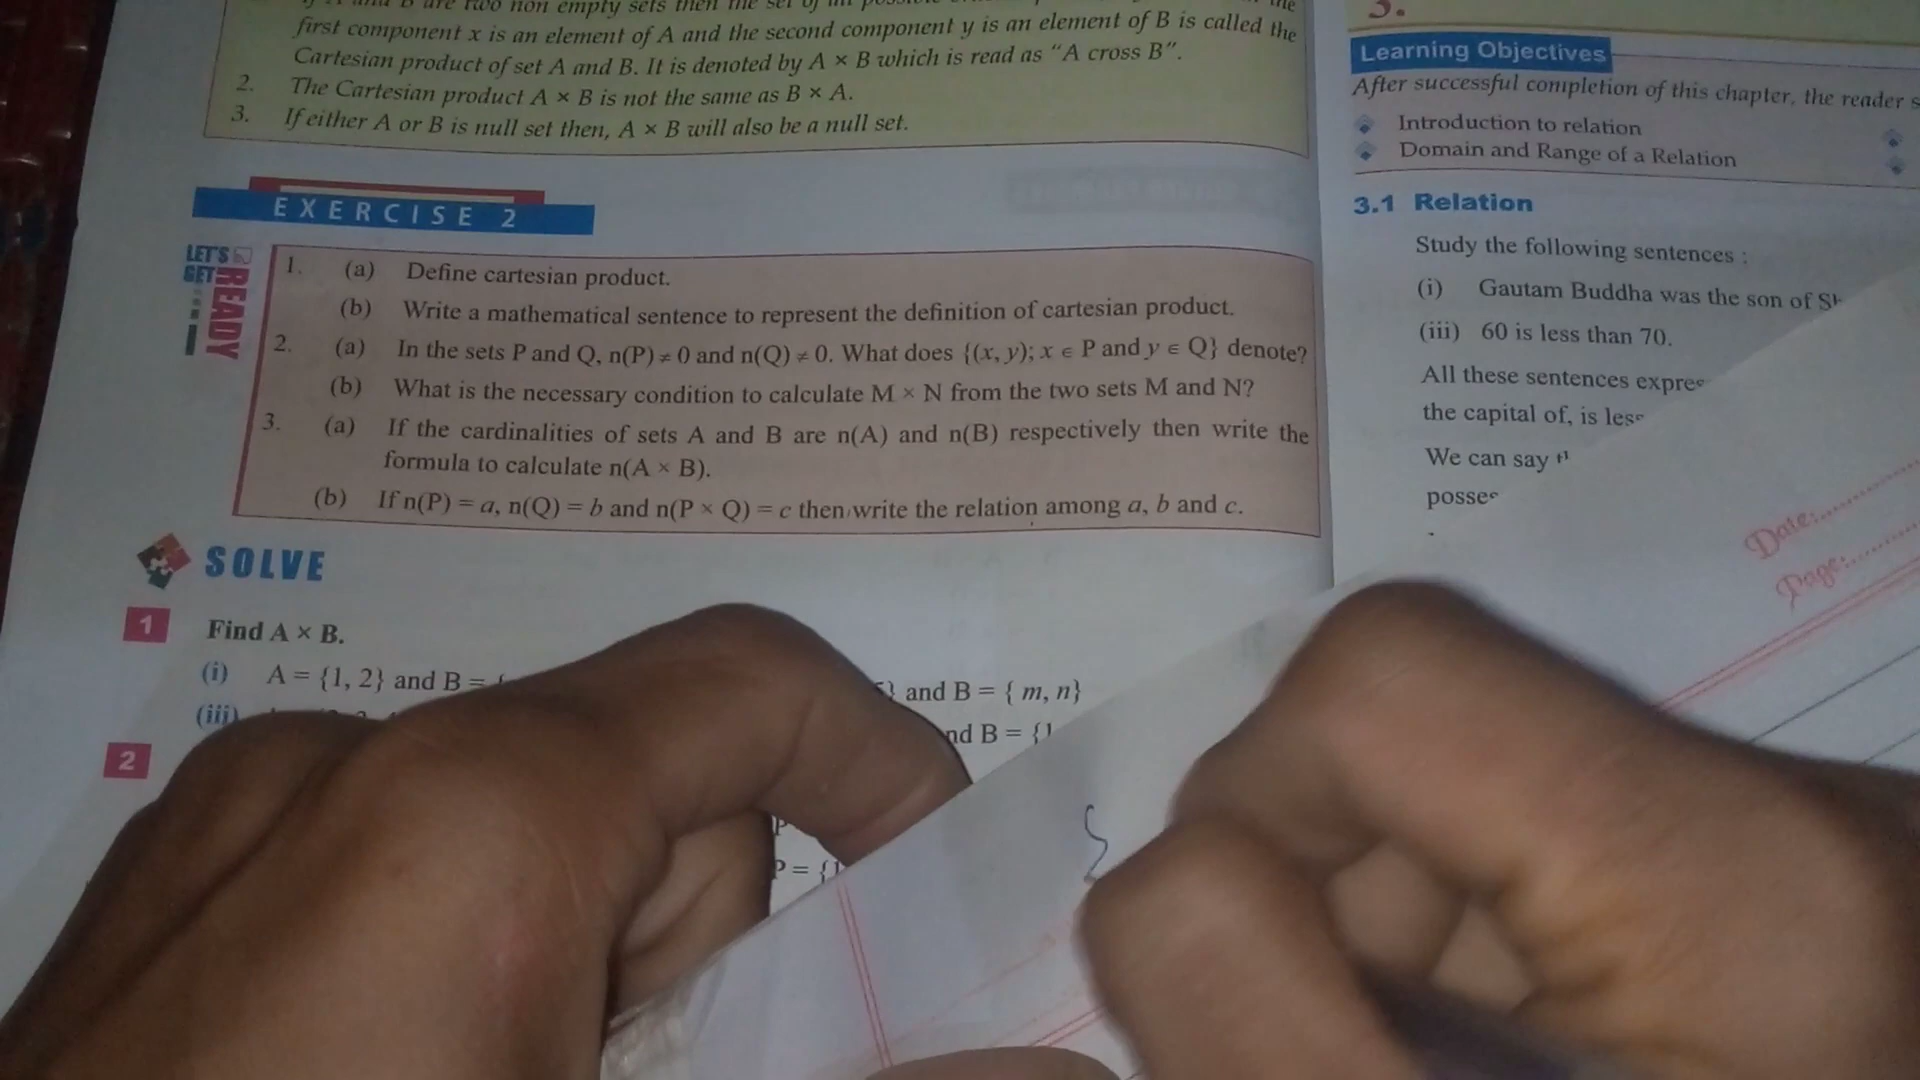 first component x is an element of A and the second component y is an element of B is called the
Cartesian product of set A and B. It is denoted by A × B which is read as “A cross B”.
2. The Cartesian product A × B is not the same as B × A.
3. If either A or B is null set then, A × B will also be a null set.
EXERCISE 2
LET'S GET READY
1. (a) Define cartesian product.
(b) Write a mathematical sentence to represent the definition of cartesian product.
2. (a) In the sets P and Q, n(P) ≠ 0 and n(Q) ≠ 0. What does {(x, y); x ∈ P and y ∈ Q} denote?
(b) What is the necessary condition to calculate M × N from the two sets M and N?
3. (a) If the cardinalities of sets A and B are n(A) and n(B) respectively then write the
formula to calculate n(A × B).
(b) If n(P) = a, n(Q) = b and n(P × Q) = c then write the relation among a, b and c.
SOLVE
1 Find A × B.
(i) A = {1, 2} and B =
} and B = { m, n}
(iii)
B = {1
2
P = {1
3.
Learning Objectives
After successful completion of this chapter, the reader
Introduction to relation
Domain and Range of a Relation
3.1 Relation
Study the following sentences :
(i) Gautam Buddha was the son of
(iii) 60 is less than 70.
All these sentences
the capital of, is
We can say
Date:
Page: